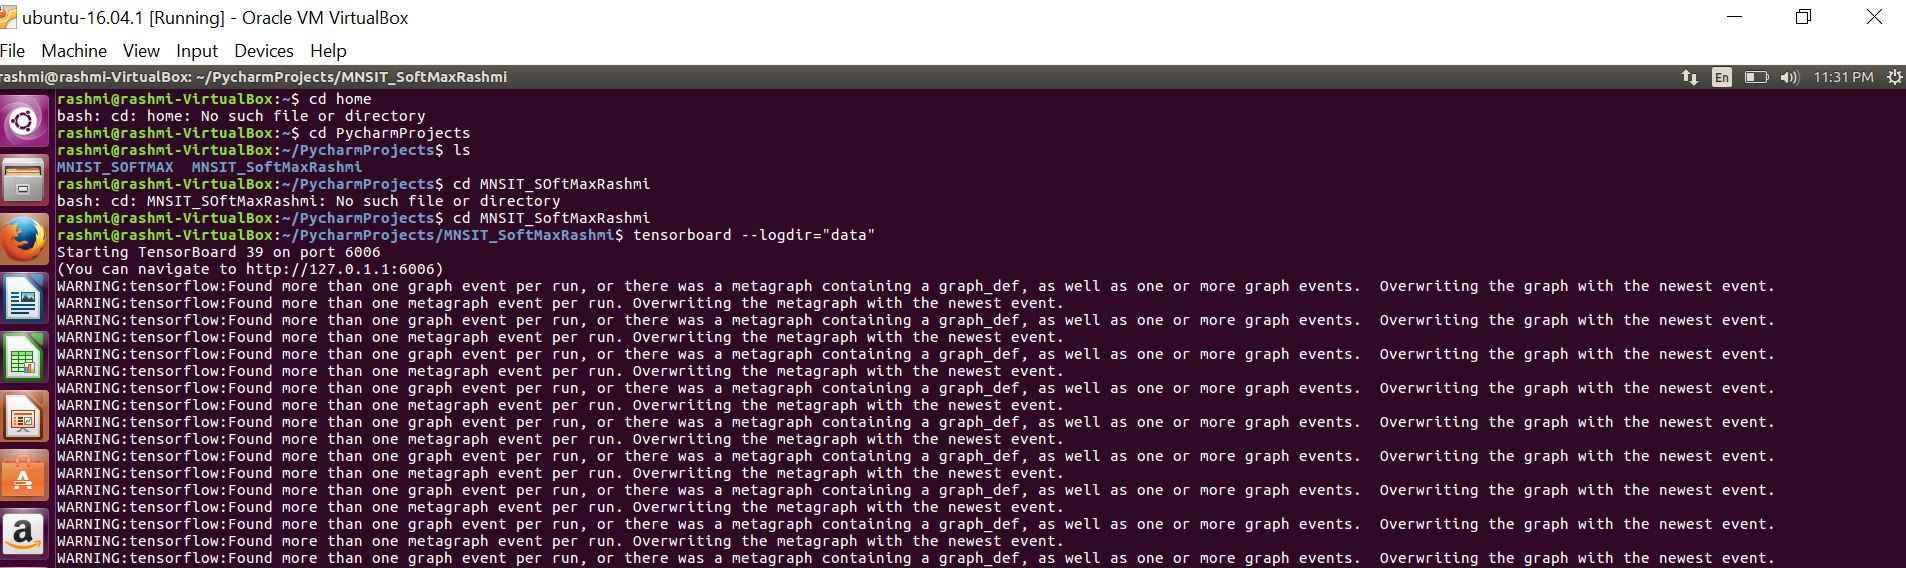 ubuntu-16.04.1 [Running] - Oracle VM VirtualBox
File Machine View Input Devices Help
rashmi@rashmi-VirtualBox: ~/PycharmProjects/MNSIT_SoftMaxRashmi En 11:31 PM
rashmi@rashmi-VirtualBox:~$ cd home
bash: cd: home: No such file or directory
rashmi@rashmi-VirtualBox:~$ cd PycharmProjects
rashmi@rashmi-VirtualBox:~/PycharmProjects$ ls
MNIST_SOFTMAX  MNSIT_SoftMaxRashmi
rashmi@rashmi-VirtualBox:~/PycharmProjects$ cd MNSIT_SOftMaxRashmi
bash: cd: MNSIT_SOftMaxRashmi: No such file or directory
rashmi@rashmi-VirtualBox:~/PycharmProjects$ cd MNSIT_SoftMaxRashmi
rashmi@rashmi-VirtualBox:~/PycharmProjects/MNSIT_SoftMaxRashmi$ tensorboard --logdir="data"
Starting TensorBoard 39 on port 6006
(You can navigate to http://127.0.1.1:6006)
WARNING:tensorflow:Found more than one graph event per run, or there was a metagraph containing a graph_def, as well as one or more graph events.  Overwriting the graph with the newest event.
WARNING:tensorflow:Found more than one metagraph event per run. Overwriting the metagraph with the newest event.
WARNING:tensorflow:Found more than one graph event per run, or there was a metagraph containing a graph_def, as well as one or more graph events.  Overwriting the graph with the newest event.
WARNING:tensorflow:Found more than one metagraph event per run. Overwriting the metagraph with the newest event.
WARNING:tensorflow:Found more than one graph event per run, or there was a metagraph containing a graph_def, as well as one or more graph events.  Overwriting the graph with the newest event.
WARNING:tensorflow:Found more than one metagraph event per run. Overwriting the metagraph with the newest event.
WARNING:tensorflow:Found more than one graph event per run, or there was a metagraph containing a graph_def, as well as one or more graph events.  Overwriting the graph with the newest event.
WARNING:tensorflow:Found more than one metagraph event per run. Overwriting the metagraph with the newest event.
WARNING:tensorflow:Found more than one graph event per run, or there was a metagraph containing a graph_def, as well as one or more graph events.  Overwriting the graph with the newest event.
WARNING:tensorflow:Found more than one metagraph event per run. Overwriting the metagraph with the newest event.
WARNING:tensorflow:Found more than one graph event per run, or there was a metagraph containing a graph_def, as well as one or more graph events.  Overwriting the graph with the newest event.
WARNING:tensorflow:Found more than one metagraph event per run. Overwriting the metagraph with the newest event.
WARNING:tensorflow:Found more than one graph event per run, or there was a metagraph containing a graph_def, as well as one or more graph events.  Overwriting the graph with the newest event.
WARNING:tensorflow:Found more than one metagraph event per run. Overwriting the metagraph with the newest event.
WARNING:tensorflow:Found more than one graph event per run, or there was a metagraph containing a graph_def, as well as one or more graph events.  Overwriting the graph with the newest event.
WARNING:tensorflow:Found more than one metagraph event per run. Overwriting the metagraph with the newest event.
WARNING:tensorflow:Found more than one graph event per run, or there was a metagraph containing a graph_def, as well as one or more graph events.  Overwriting the graph with the newest event.